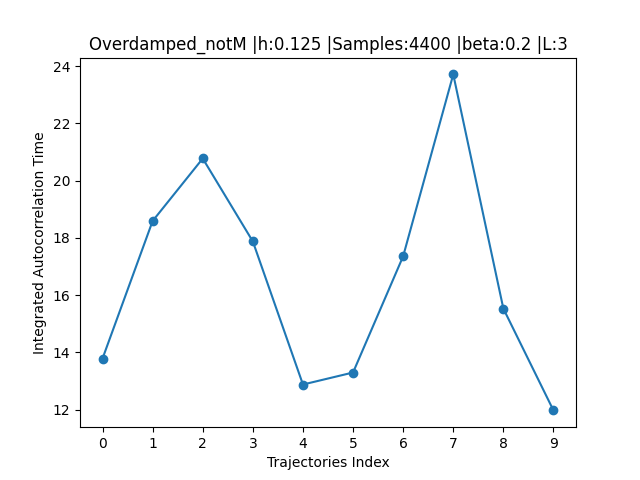 Overdamped_notM |h:0.125 |Samples:4400 |beta:0.2 |L:3
Integrated Autocorrelation Time
24
22
20
18
16
14
12
0 1 2 3 4 5 6 7 8 9
Trajectories Index